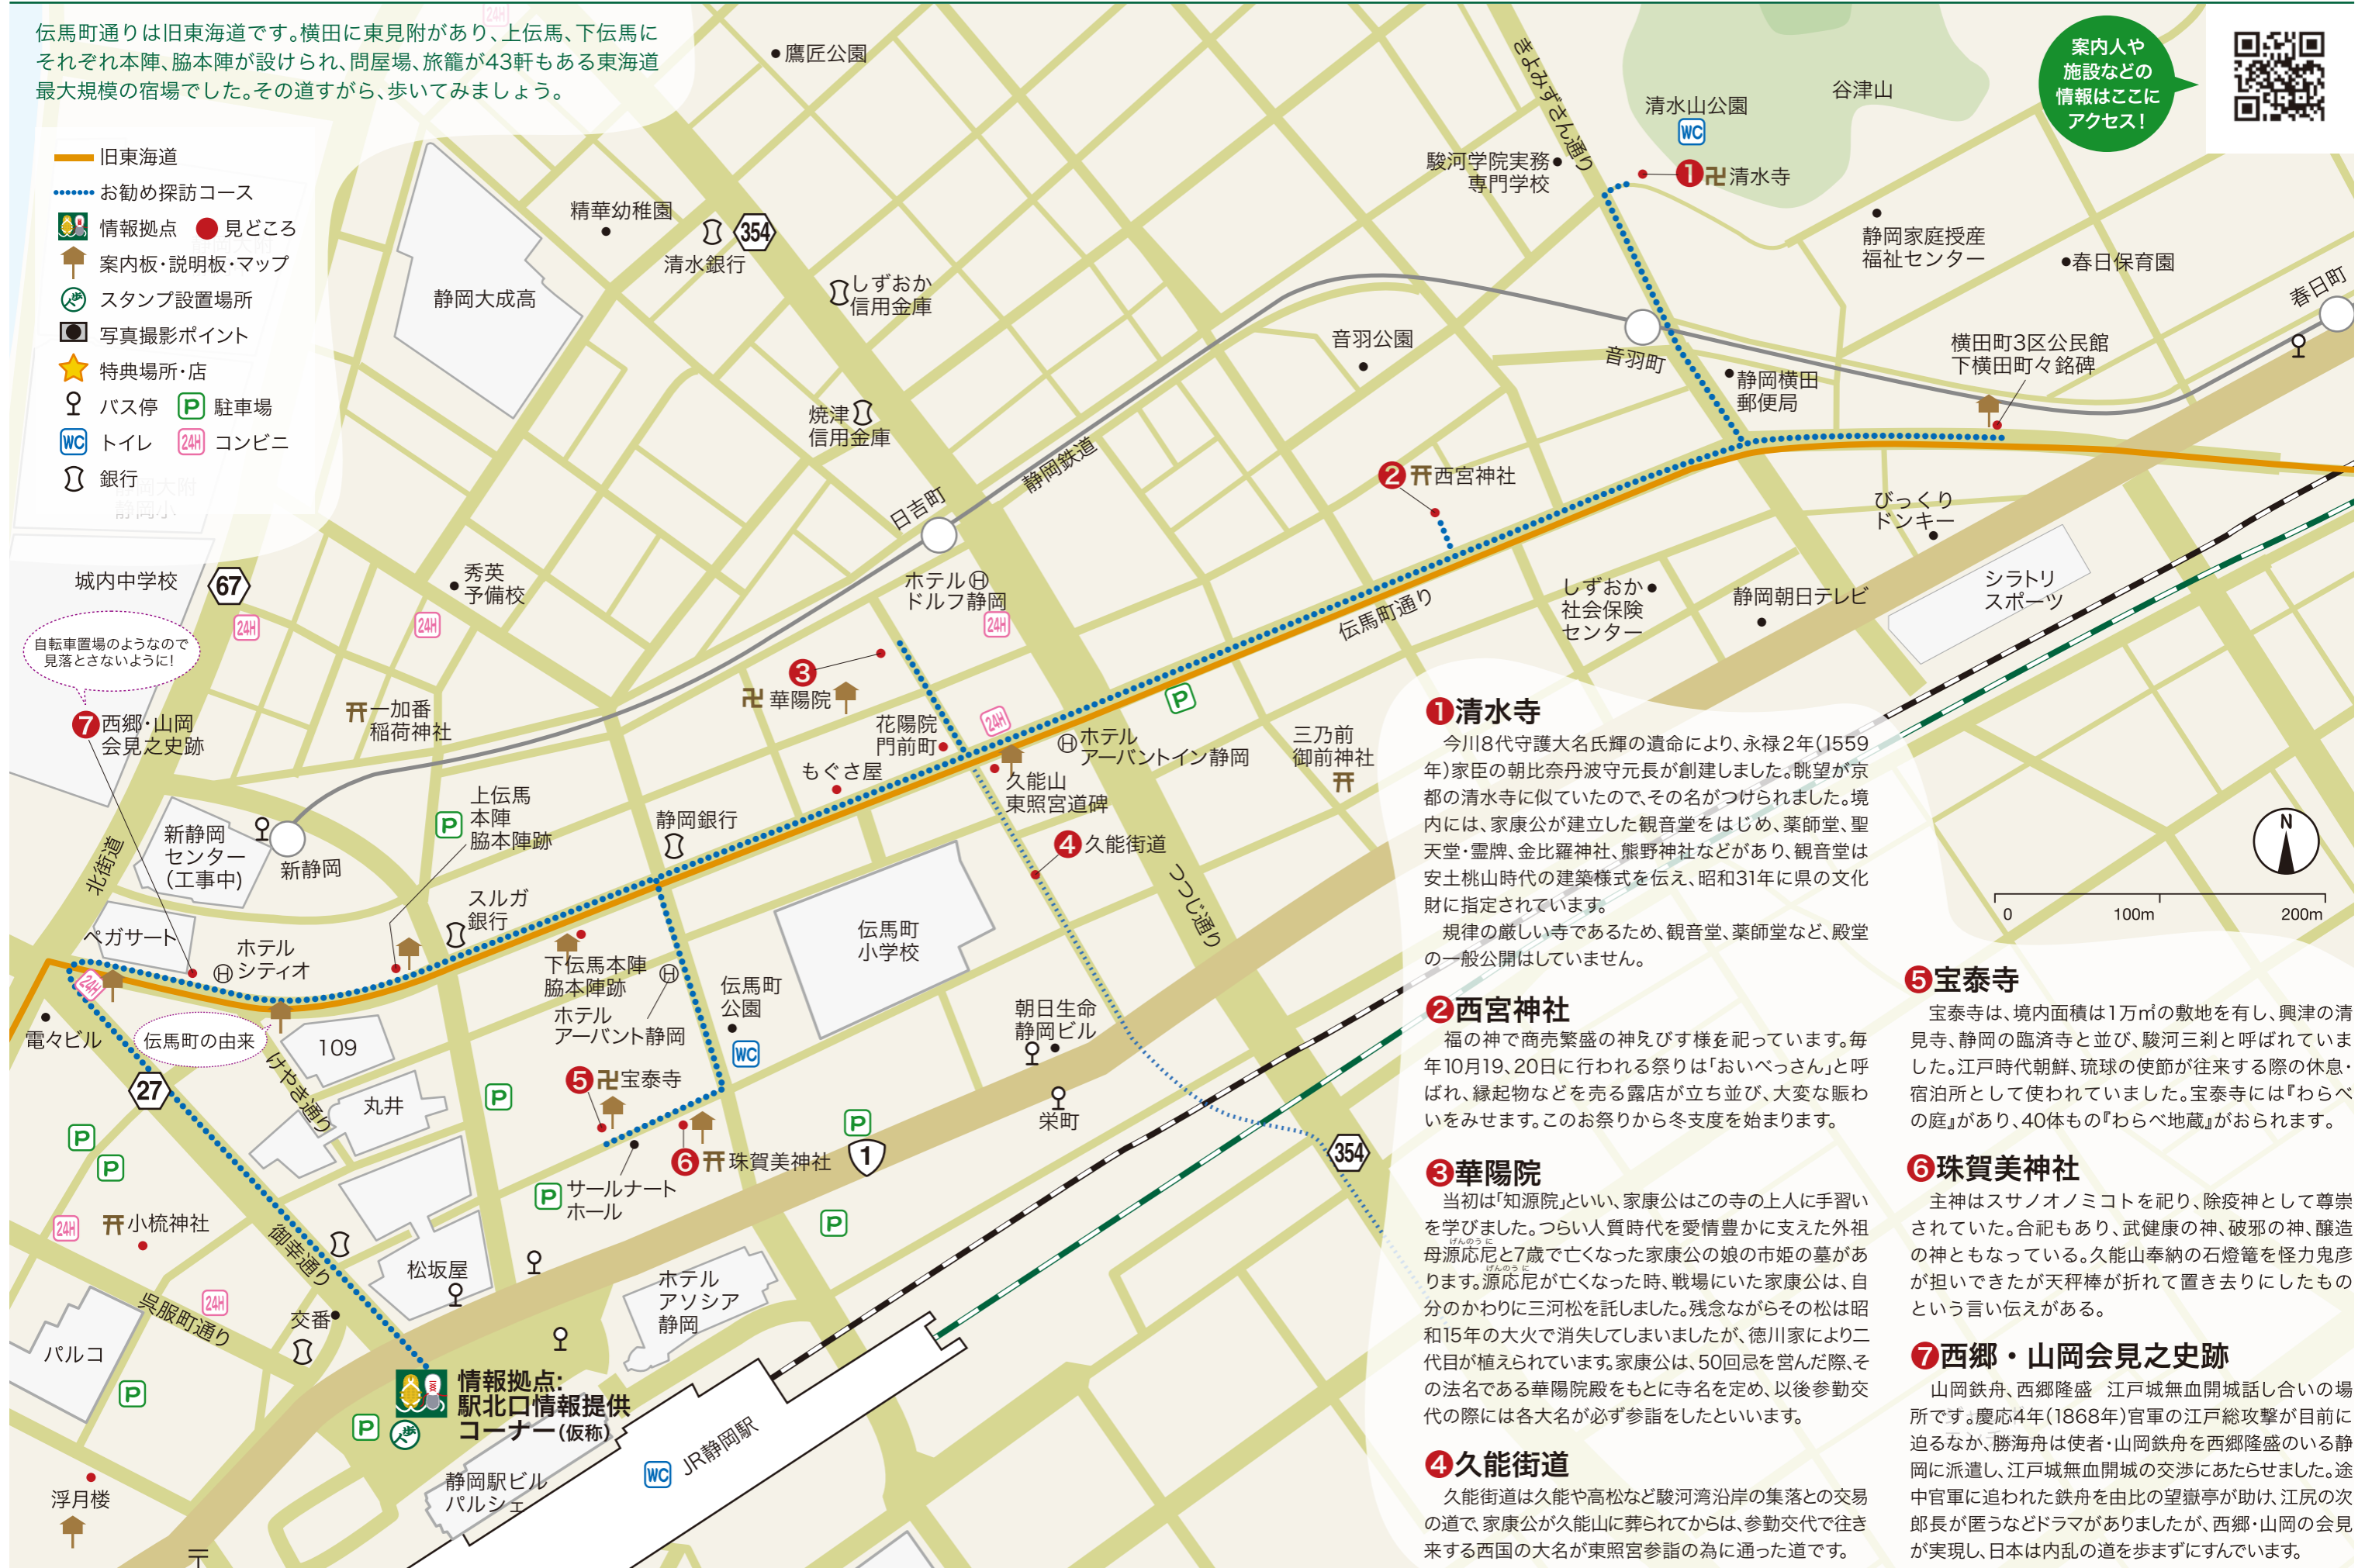 伝馬町通りは旧東海道です。横田に東見附があり、上伝馬、下伝馬に
それぞれ本陣、脇本陣が設けられ、問屋場、旅籠が43軒もある東海道
最大規模の宿場でした。その道すがら、歩いてみましょう。
旧東海道
お勧め探訪コース
情報拠点
見どころ
案内板・説明板・マップ
スタンプ設置場所
写真撮影ポイント
特典場所・店
バス停
P 駐車場
WC トイレ
24H コンビニ
銀行
案内人や
施設などの
情報はここに
アクセス!
24H
鷹匠公園
きよみずさん通り
清水山公園
WC
谷津山
駿河学院実務
専門学校
1 卍清水寺
精華幼稚園
354
清水銀行
静岡大成高
しずおか
信用金庫
静岡家庭授産
福祉センター
春日保育園
春日町
音羽公園
音羽町
横田町3区公民館
下横田町々銘碑
静岡横田
郵便局
焼津
信用金庫
静岡鉄道
日吉町
2 西宮神社
びっくり
ドンキー
静岡大附
静岡小
城内中学校
67
24H
24H
秀英
予備校
ホテル H
ドルフ静岡
24H
伝馬町通り
しずおか
社会保険
センター
静岡朝日テレビ
シラトリ
スポーツ
自転車置場のようなので
見落とさないように!
7 西郷・山岡
会見之史跡
一加番
稲荷神社
3
卍 華陽院
花陽院
門前町
24H
P
H ホテル
アーバントイン静岡
三乃前
御前神社
もぐさ屋
久能山
東照宮道碑
4 久能街道
つつじ通り
上伝馬
本陣
脇本陣跡
P
静岡銀行
新静岡
センター
(工事中)
新静岡
北街道
スルガ
銀行
ペガサート
ホテル
H シティオ
24H
電々ビル
伝馬町の由来
109
けやき通り
丸井
27
下伝馬本陣
脇本陣跡
H
ホテル
アーバント静岡
伝馬町
公園
WC
伝馬町
小学校
朝日生命
静岡ビル
栄町
5 卍宝泰寺
6 珠賀美神社
1
354
P
P
P
P
P サールナート
ホール
P
24H
小梳神社
御幸通り
松坂屋
24H
呉服町通り
交番
パルコ
P
ホテル
アソシア
静岡
P
情報拠点:
駅北口情報提供
コーナー(仮称)
静岡駅ビル
パルシェ
WC
JR静岡駅
浮月楼
N
0 100m 200m
1清水寺
今川8代守護大名氏輝の遺命により、永禄2年(1559
年)家臣の朝比奈丹波守元長が創建しました。眺望が京
都の清水寺に似ていたので、その名がつけられました。境
内には、家康公が建立した観音堂をはじめ、薬師堂、聖
天堂・霊牌、金比羅神社、熊野神社などがあり、観音堂は
安土桃山時代の建築様式を伝え、昭和31年に県の文化
財に指定されています。
規律の厳しい寺であるため、観音堂、薬師堂など、殿堂
の一般公開はしていません。
2西宮神社
福の神で商売繁盛の神えびす様を祀っています。毎
年10月19、20日に行われる祭りは「おいべっさん」と呼
ばれ、縁起物などを売る露店が立ち並び、大変な賑わ
いをみせます。このお祭りから冬支度を始まります。
3華陽院
当初は「知源院」といい、家康公はこの寺の上人に手習い
を学びました。つらい人質時代を愛情豊かに支えた外祖
母源応尼と7歳で亡くなった家康公の娘の市姫の墓があ
げんのうに
ります。源応尼が亡くなった時、戦場にいた家康公は、自
げんのうに
分のかわりに三河松を託しました。残念ながらその松は昭
和15年の大火で消失してしまいましたが、徳川家により二
代目が植えられています。家康公は、50回忌を営んだ際、そ
の法名である華陽院殿をもとに寺名を定め、以後参勤交
代の際には各大名が必ず参詣をしたといいます。
4久能街道
久能街道は久能や高松など駿河湾沿岸の集落との交易
の道で、家康公が久能山に葬られてからは、参勤交代で往き
来する西国の大名が東照宮参詣の為に通った道です。
5宝泰寺
宝泰寺は、境内面積は1万㎡の敷地を有し、興津の清
見寺、静岡の臨済寺と並び、駿河三刹と呼ばれていま
した。江戸時代朝鮮、琉球の使節が往来する際の休息・
宿泊所として使われていました。宝泰寺には『わらべ
の庭』があり、40体もの『わらべ地蔵』がおられます。
6珠賀美神社
主神はスサノオノミコトを祀り、除疫神として尊崇
されていた。合祀もあり、武健康の神、破邪の神、醸造
の神ともなっている。久能山奉納の石燈篭を怪力鬼彦
が担いできたが天秤棒が折れて置き去りにしたもの
という言い伝えがある。
7西郷・山岡会見之史跡
山岡鉄舟、西郷隆盛 江戸城無血開城話し合いの場
所です。慶応4年(1868年)官軍の江戸総攻撃が目前に
迫るなか、勝海舟は使者・山岡鉄舟を西郷隆盛のいる静
岡に派遣し、江戸城無血開城の交渉にあたらせました。途
中官軍に追われた鉄舟を由比の望嶽亭が助け、江尻の次
郎長が匿うなどドラマがありましたが、西郷・山岡の会見
が実現し、日本は内乱の道を歩まずにすんでいます。